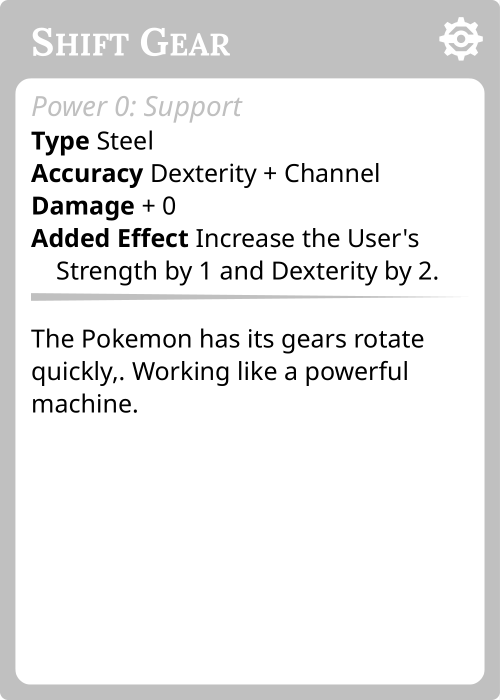 Shift Gear
Power 0: Support
Type Steel
Accuracy Dexterity + Channel
Damage + 0
Added Effect Increase the User's
Strength by 1 and Dexterity by 2.
The Pokemon has its gears rotate
quickly,. Working like a powerful
machine.